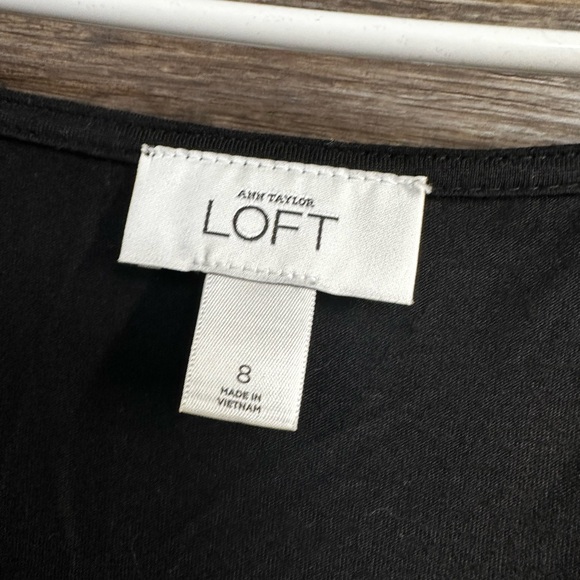 ANN TAYLOR
LOFT
8
MADE IN
VIETNAM